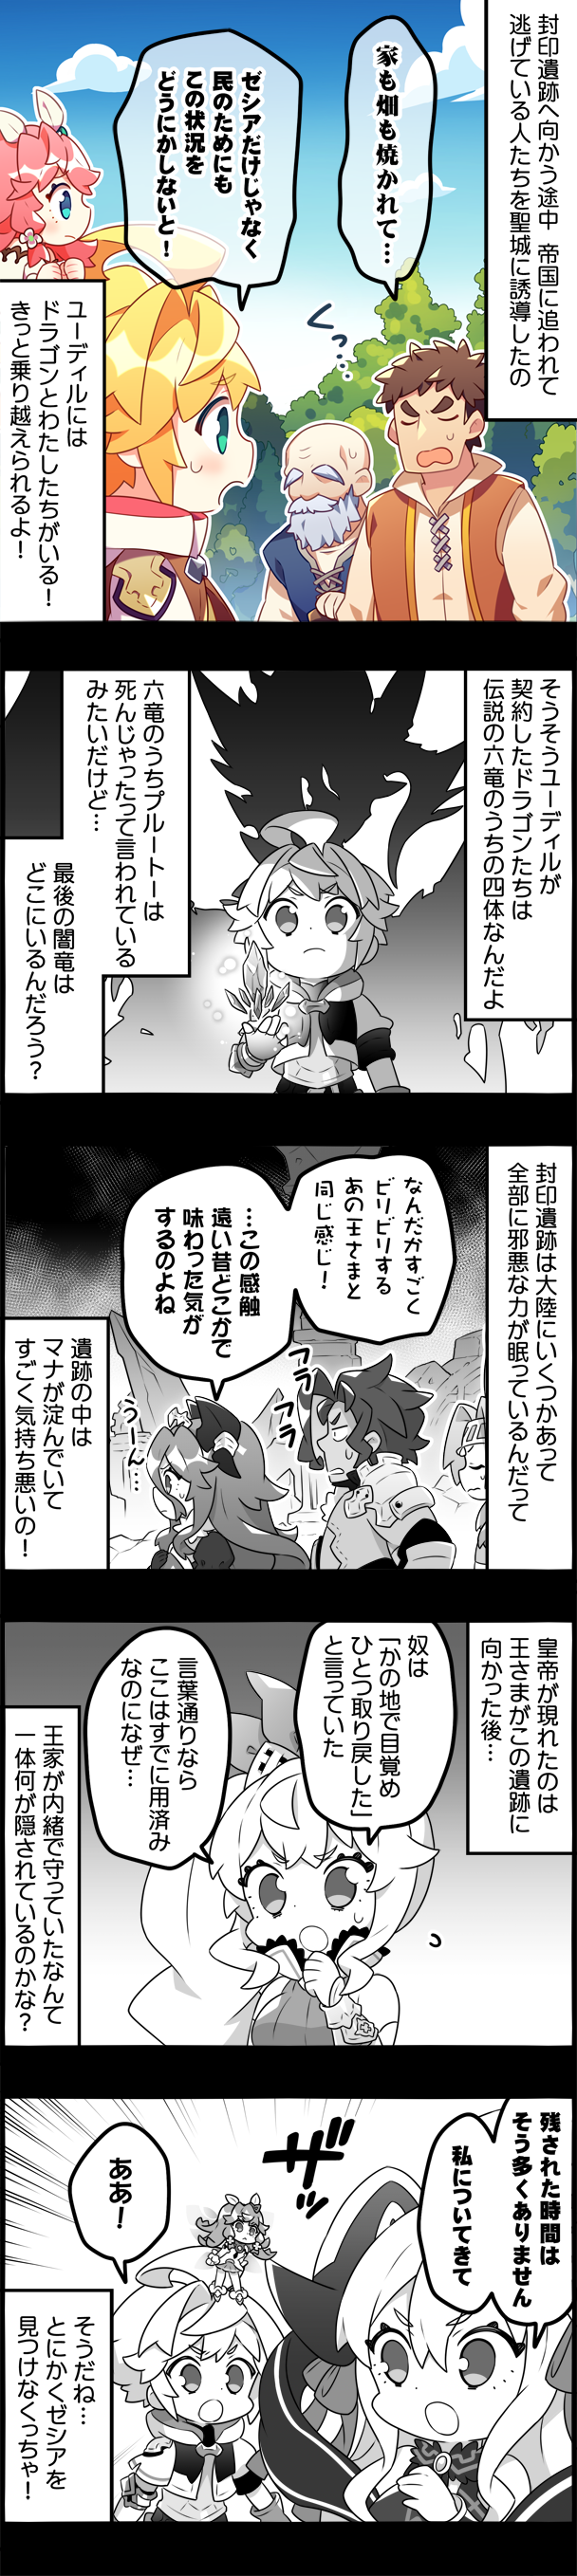 封印遺跡へ向かう途中 帝国に追われて
逃げている人たちを聖城に誘導したの
家も畑も焼かれて…
ゼシアだけじゃなく
民のためにも
この状況を
どうにかしないと！
くっ…
ユーディルには
ドラゴンとわたしたちがいる！
きっと乗り越えられるよ！
そうそうユーディルが
契約したドラゴンたちは
伝説の六竜のうちの四体なんだよ
六竜のうちプルートーは
死んじゃったって言われている
みたいだけど…
最後の闇竜は
どこにいるんだろう？
封印遺跡は大陸にいくつかあって
全部に邪悪な力が眠っているんだって
なんだかすごく
ビリビリする
あの王さまと
同じ感じ！
…この感触
遠い昔どこかで
味わった気が
するのよね
フラ
フラ
うーん…
遺跡の中は
マナが淀んでいて
すごく気持ち悪いの！
皇帝が現れたのは
王さまがこの遺跡に
向かった後…
奴は
「かの地で目覚め
ひとつ取り戻した」
と言っていた
言葉通りなら
ここはすでに用済み
なのになぜ…
王家が内緒で守っていたなんて
一体何が隠されているのかな？
残された時間は
そう多くありません
私についてきて
ザッ
ああ！
そうだね…
とにかくゼシアを
見つけなくっちゃ！